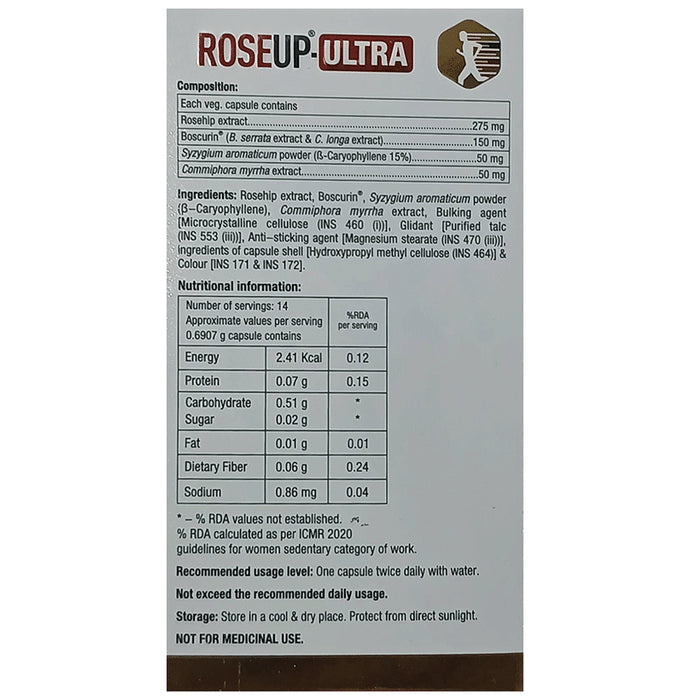 ROSEUP®-ULTRA
Composition:
Each veg. capsule contains
Rosehip extract..........275 mg
Boscurin® (B. serrata extract & C. longa extract)..........150 mg
Syzygium aromaticum powder (ß-Caryophyllene 15%)..........50 mg
Commiphora myrrha extract..........50 mg
Ingredients: Rosehip extract, Boscurin®, Syzygium aromaticum powder
(β–Caryophyllene), Commiphora myrrha extract, Bulking agent
[Microcrystalline cellulose (INS 460 (i))], Glidant [Purified talc
(INS 553 (iii))], Anti–sticking agent [Magnesium stearate (INS 470 (iii)],
Ingredients of capsule shell [Hydroxypropyl methyl cellulose (INS 464)] &
Colour [INS 171 & INS 172].
Nutritional information:
Number of servings: 14
Approximate values per serving
0.6907 g capsule contains
%RDA
per serving
Energy 2.41 Kcal 0.12
Protein 0.07 g 0.15
Carbohydrate 0.51 g *
Sugar 0.02 g *
Fat 0.01 g 0.01
Dietary Fiber 0.06 g 0.24
Sodium 0.86 mg 0.04
* – % RDA values not established.
% RDA calculated as per ICMR 2020
guidelines for women sedentary category of work.
Recommended usage level: One capsule twice daily with water.
Not exceed the recommended daily usage.
Storage: Store in a cool & dry place. Protect from direct sunlight.
NOT FOR MEDICINAL USE.